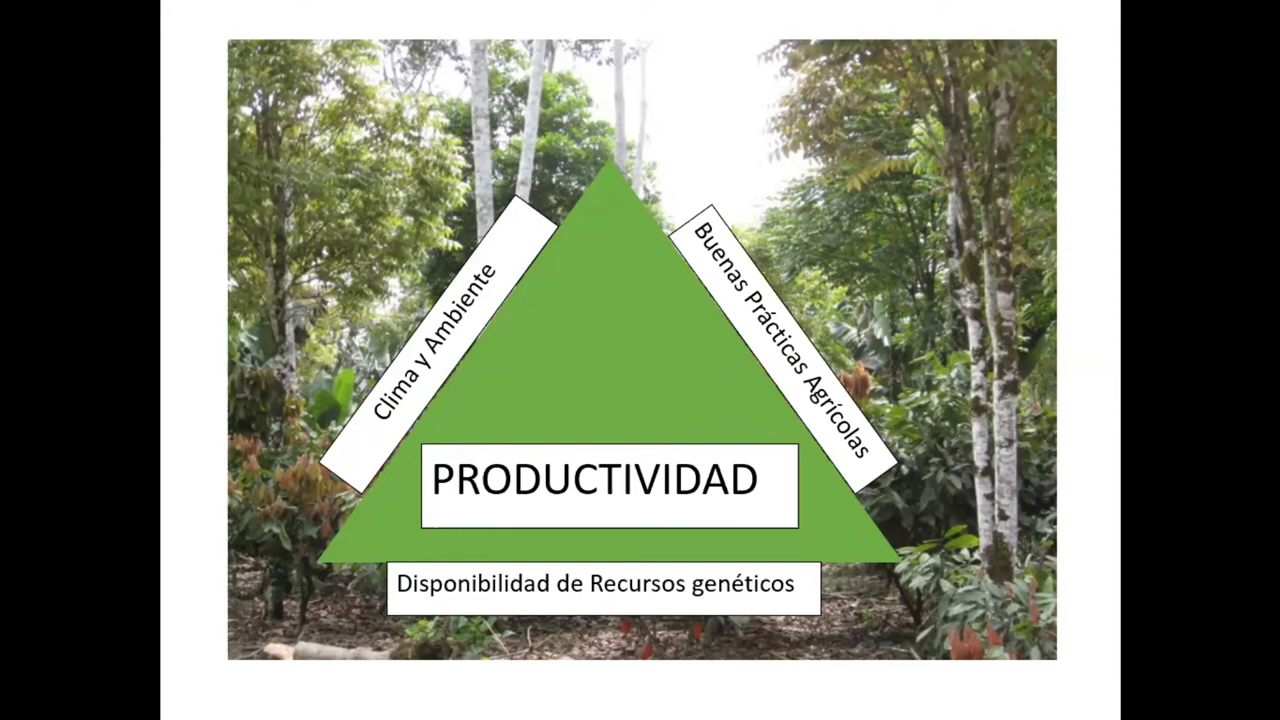 Clima y Ambiente
Buenas Prácticas Agrícolas
PRODUCTIVIDAD
Disponibilidad de Recursos genéticos